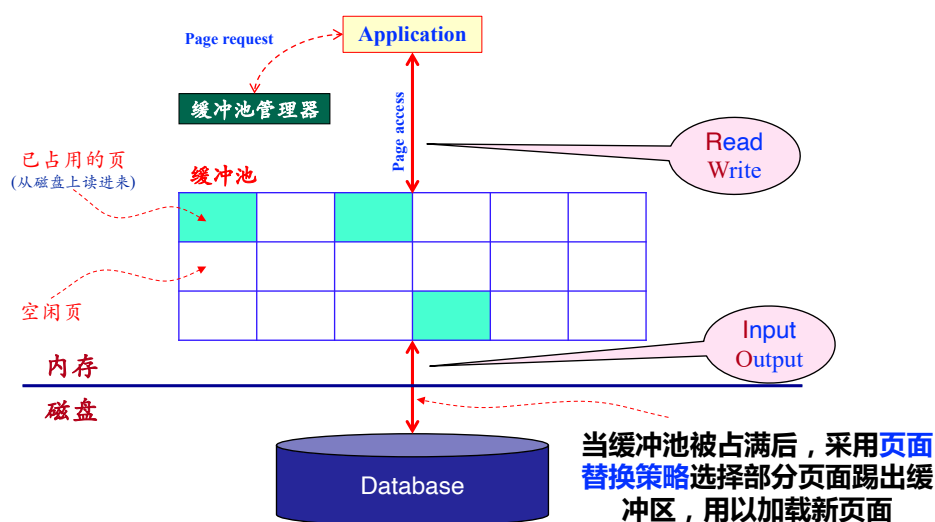 Page request
Application
缓冲池管理器
Page access
Read
Write
已占用的页
(从磁盘上读进来)
缓冲池
空闲页
Input
Output
内存
磁盘
Database
当缓冲池被占满后，采用页面
替换策略选择部分页面踢出缓
冲区，用以加载新页面